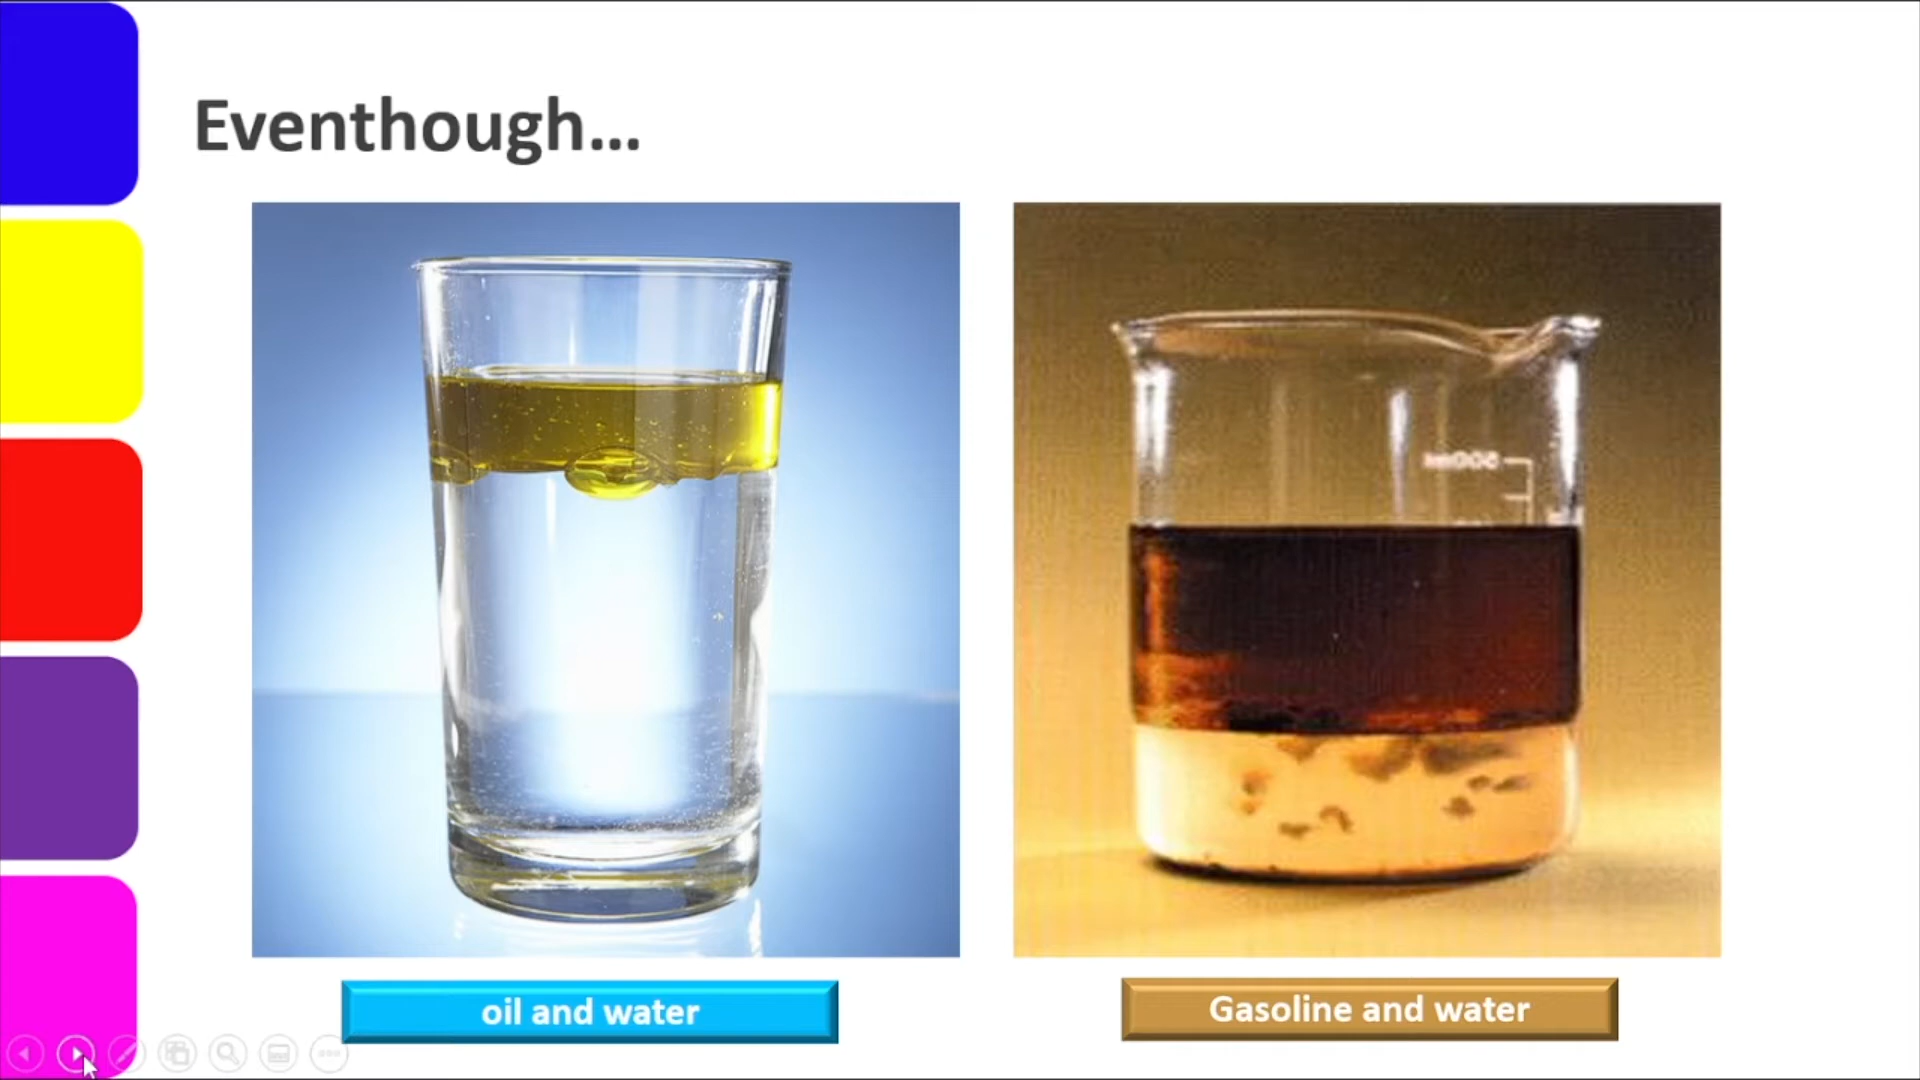 Eventhough...
oil and water
Gasoline and water